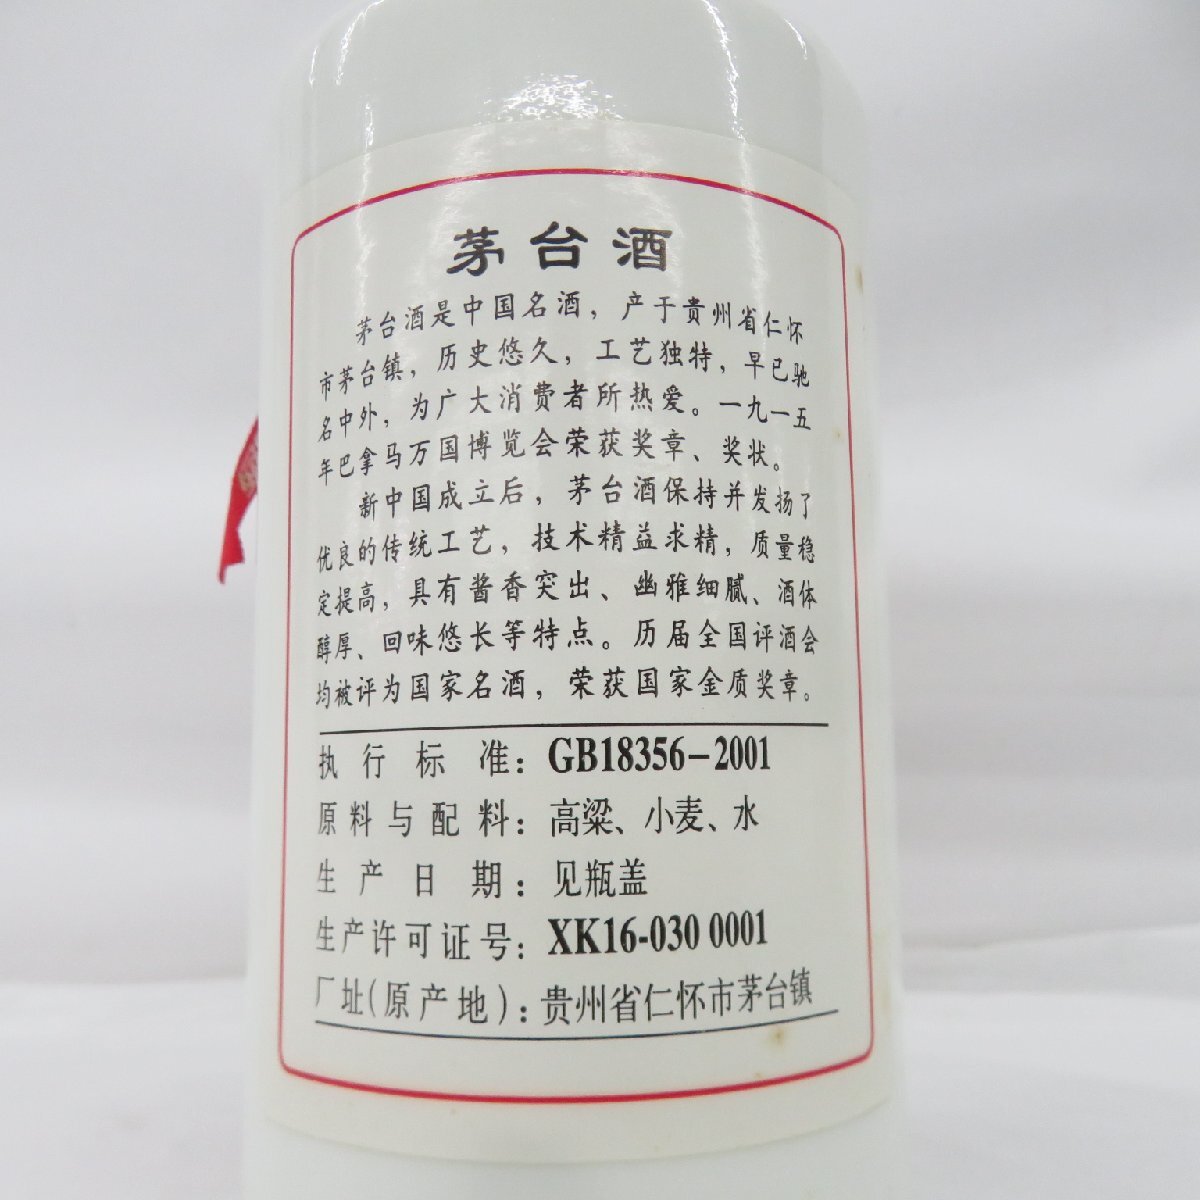 茅台酒
茅台酒是中国名酒，产于贵州省仁怀
市茅台镇，历史悠久，工艺独特，早已驰
名中外，为广大消费者所热爱。一九一五
年巴拿马万国博览会荣获奖章、奖状。
新中国成立后，茅台酒保持并发扬了
优良的传统工艺，技术精益求精，质量稳
定提高，具有酱香突出、幽雅细腻、酒体
醇厚、回味悠长等特点。历届全国评酒会
均被评为国家名酒，荣获国家金质奖章。
执行标准：GB18356-2001
原料与配料：高粱、小麦、水
生产日期：见瓶盖
生产许可证号：XK16-030 0001
厂址(原产地)：贵州省仁怀市茅台镇